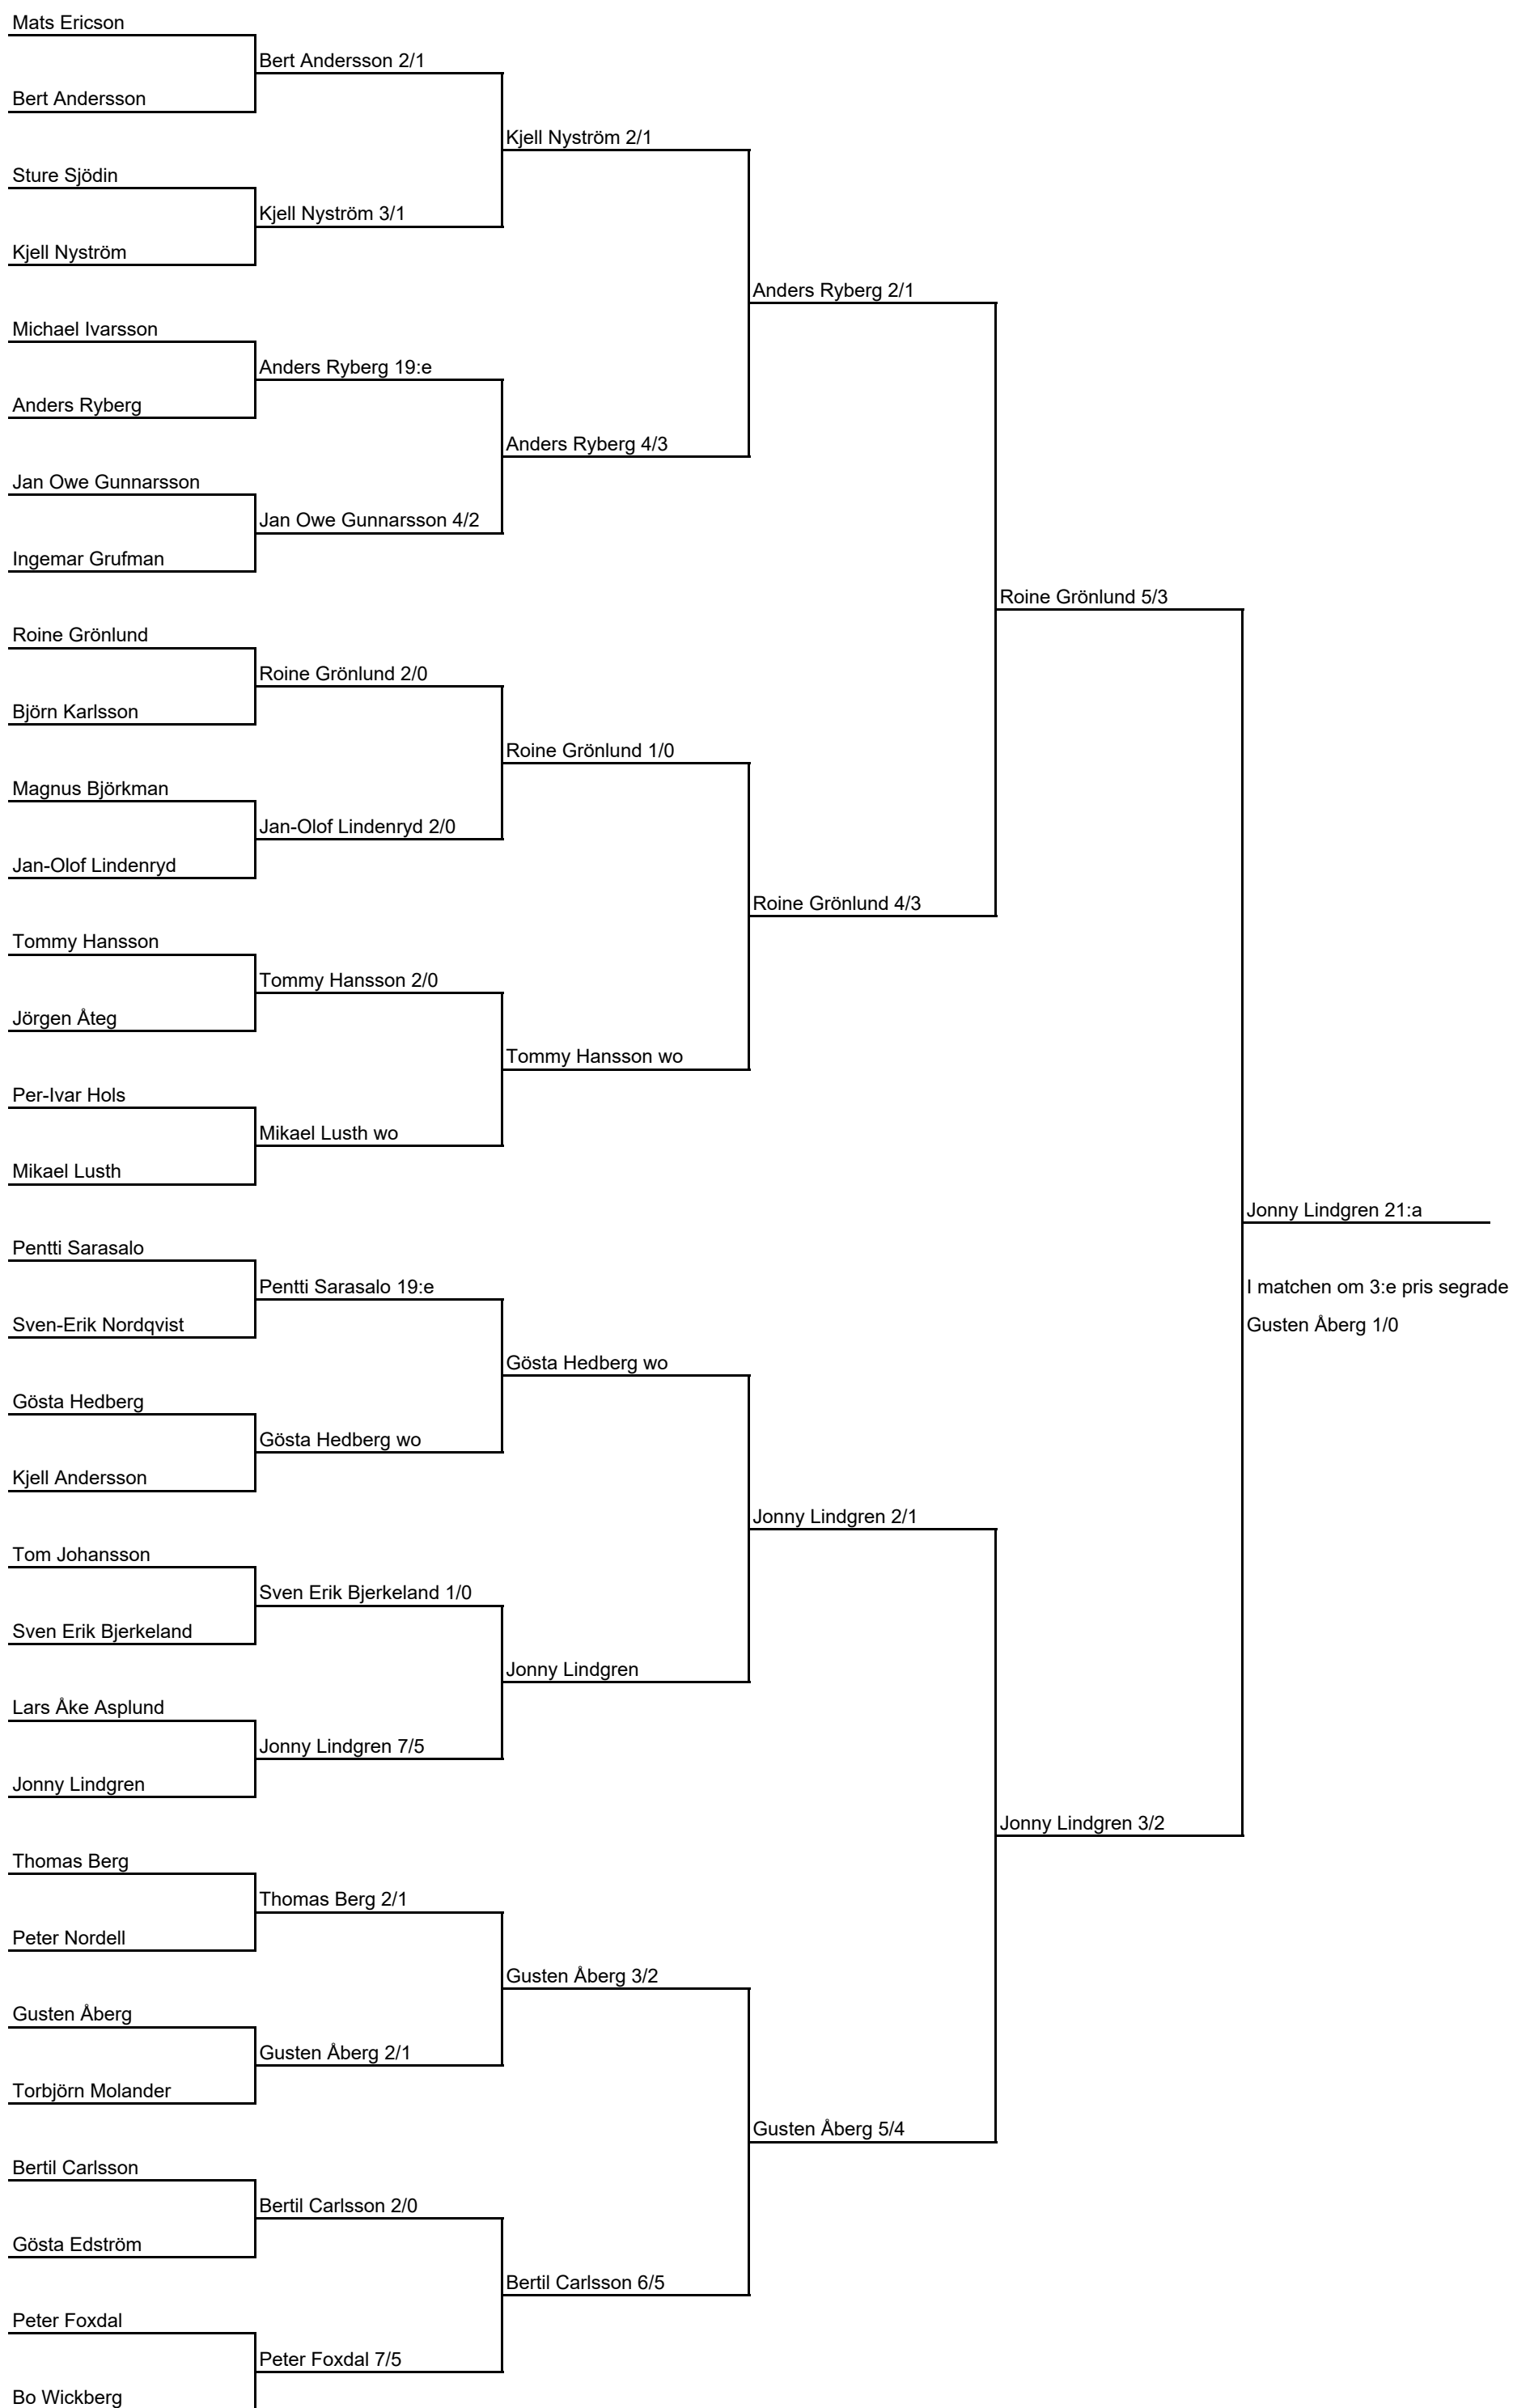 Mats Ericson
Bert Andersson 2/1
Bert Andersson
Kjell Nyström 2/1
Sture Sjödin
Kjell Nyström 3/1
Kjell Nyström
Anders Ryberg 2/1
Michael Ivarsson
Anders Ryberg 19:e
Anders Ryberg
Anders Ryberg 4/3
Jan Owe Gunnarsson
Jan Owe Gunnarsson 4/2
Ingemar Grufman
Roine Grönlund 5/3
Roine Grönlund
Roine Grönlund 2/0
Björn Karlsson
Roine Grönlund 1/0
Magnus Björkman
Jan-Olof Lindenryd 2/0
Jan-Olof Lindenryd
Roine Grönlund 4/3
Tommy Hansson
Tommy Hansson 2/0
Jörgen Åteg
Tommy Hansson wo
Per-Ivar Hols
Mikael Lusth wo
Mikael Lusth
Jonny Lindgren 21:a
Pentti Sarasalo
Pentti Sarasalo 19:e
I matchen om 3:e pris segrade
Sven-Erik Nordqvist
Gusten Åberg 1/0
Gösta Hedberg wo
Gösta Hedberg
Gösta Hedberg wo
Kjell Andersson
Jonny Lindgren 2/1
Tom Johansson
Sven Erik Bjerkeland 1/0
Sven Erik Bjerkeland
Jonny Lindgren
Lars Åke Asplund
Jonny Lindgren 7/5
Jonny Lindgren
Jonny Lindgren 3/2
Thomas Berg
Thomas Berg 2/1
Peter Nordell
Gusten Åberg 3/2
Gusten Åberg
Gusten Åberg 2/1
Torbjörn Molander
Gusten Åberg 5/4
Bertil Carlsson
Bertil Carlsson 2/0
Gösta Edström
Bertil Carlsson 6/5
Peter Foxdal
Peter Foxdal 7/5
Bo Wickberg